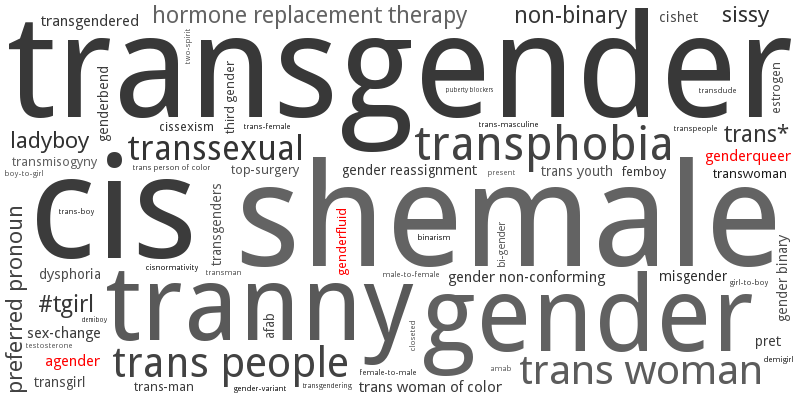 hormone replacement therapy
non-binary
cishet
sissy
transgendered
two-spirit
transgender
genderbend
third gender
puberty blockers
transdude
estrogen
cissexism
trans-female
trans-masculine
transpeople
trans*
ladyboy
transsexual
transphobia
genderqueer
transmisogyny
boy-to-girl
trans person of color
top-surgery
gender reassignment
present
trans youth
femboy
transwoman
cis
shemale
trans-boy
transgenders
genderfluid
binarism
bi-gender
gender binary
preferred pronoun
cisnormativity
dysphoria
transman
male-to-female
gender non-conforming
misgender
girl-to-boy
#tgirl
tranny
gender
demiboy
afab
closeted
sex-change
testosterone
pret
agender
trans people
trans woman
demigirl
transgirl
trans-man
gender-variant
transgendering
female-to-male
amab
trans woman of color